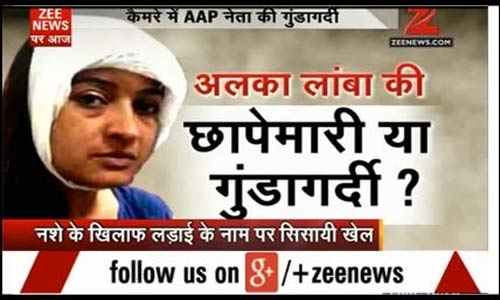 ZEE NEWS
पर आज
कैमरे में AAP नेता की गुंडागर्दी
ZEENEWS.COM
अलका लांबा की
छापेमारी या
गुंडागर्दी ?
नशे के खिलाफ लड़ाई के नाम पर सिसायी खेल
follow us on g+ /+zeenews